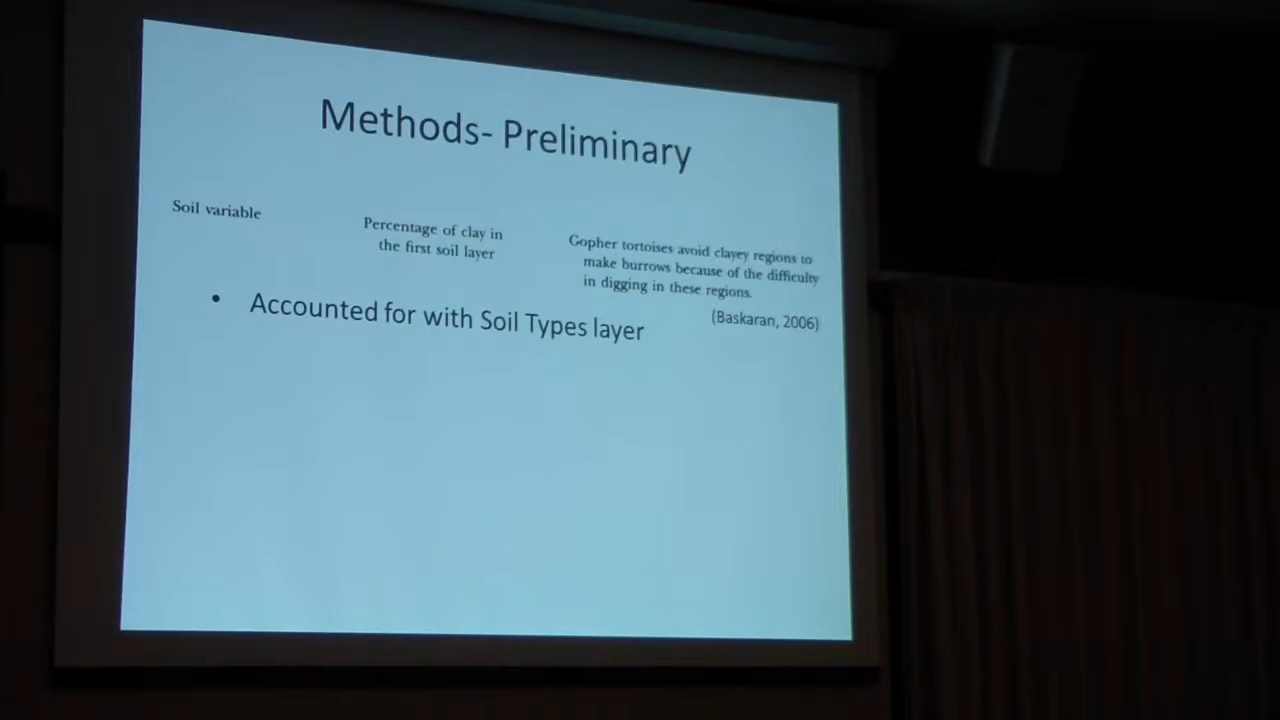 Methods- Preliminary
Soil variable
Percentage of clay in
the first soil layer
Gopher tortoises avoid clayey regions to
make burrows because of the difficulty
in digging in these regions.
(Baskaran, 2006)
• Accounted for with Soil Types layer